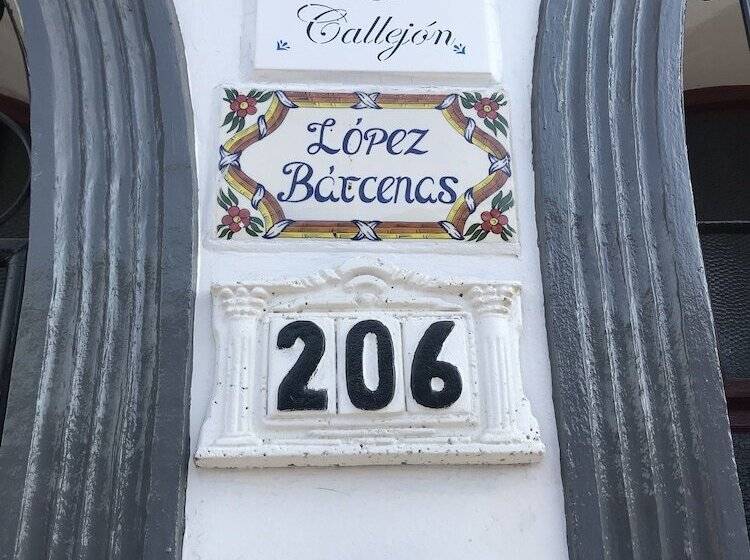 Callejón
López
Bárcenas
206